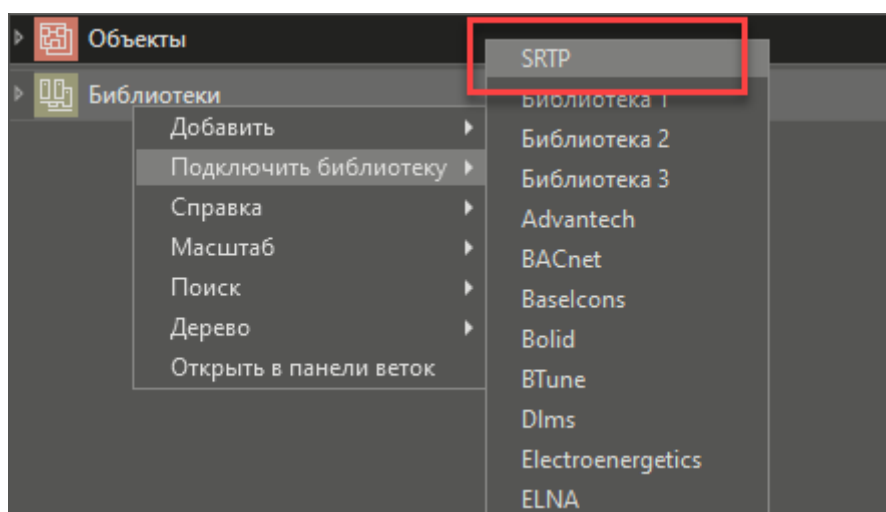 Объекты
Библиотеки
Добавить
Подключить библиотеку
Справка
Масштаб
Поиск
Дерево
Открыть в панели веток
SRTP
Библиотека 1
Библиотека 2
Библиотека 3
Advantech
BACnet
BaseIcons
Bolid
BTune
Dlms
Electroenergetics
ELNA